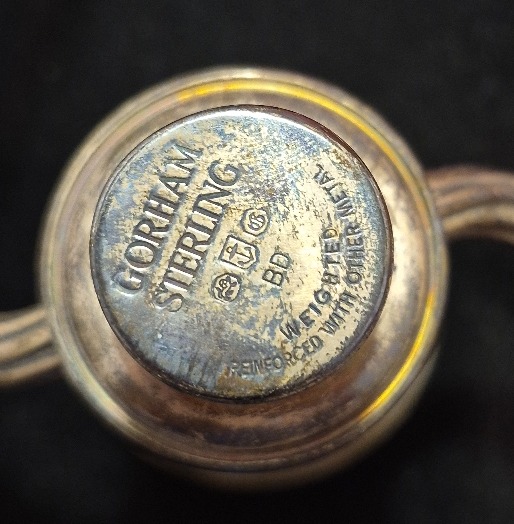 GORHAM
STERLING
BD
WEIGHTED
REINFORCED WITH OTHER METAL